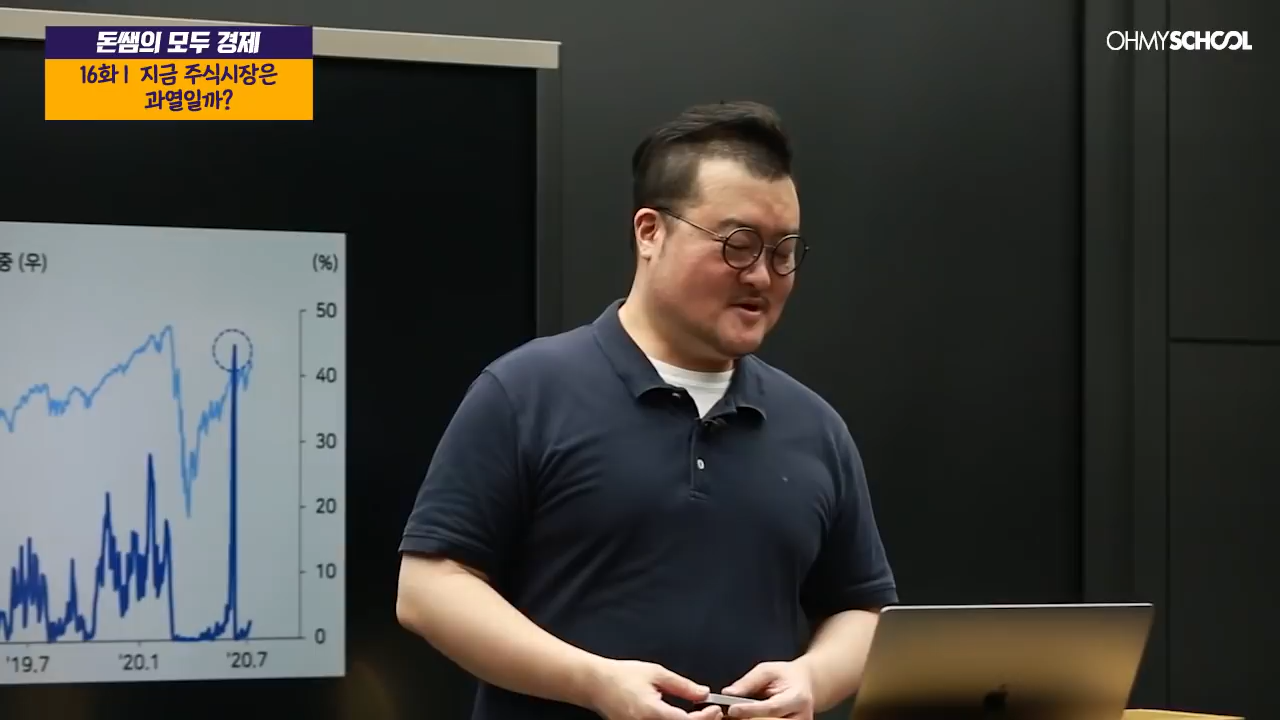 돈쌤의 모두 경제
16화 | 지금 주식시장은
과열일까?
OHMYSCHOOL
중 (우)
(%)
50
40
30
20
10
0
'19.7
'20.1
'20.7